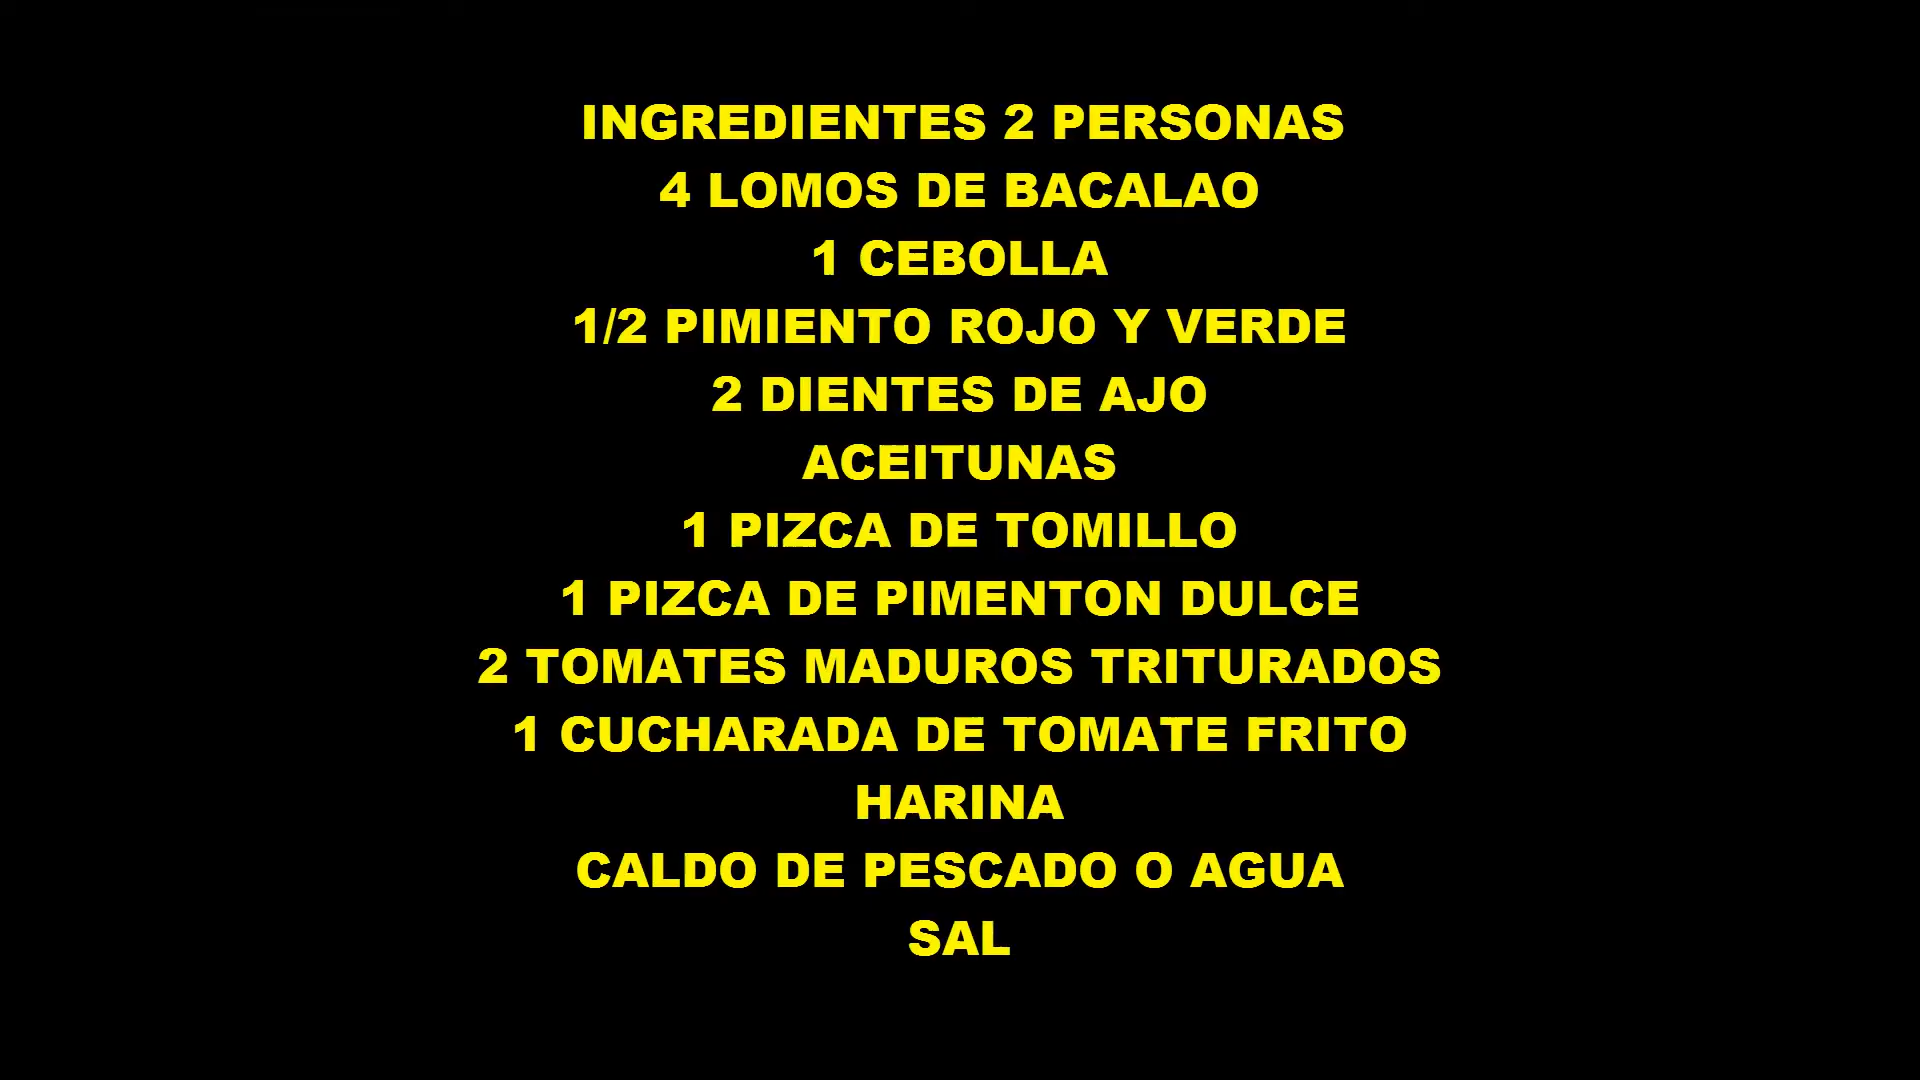 INGREDIENTES 2 PERSONAS
4 LOMOS DE BACALAO
1 CEBOLLA
1/2 PIMIENTO ROJO Y VERDE
2 DIENTES DE AJO
ACEITUNAS
1 PIZCA DE TOMILLO
1 PIZCA DE PIMENTON DULCE
2 TOMATES MADUROS TRITURADOS
1 CUCHARADA DE TOMATE FRITO
HARINA
CALDO DE PESCADO O AGUA
SAL